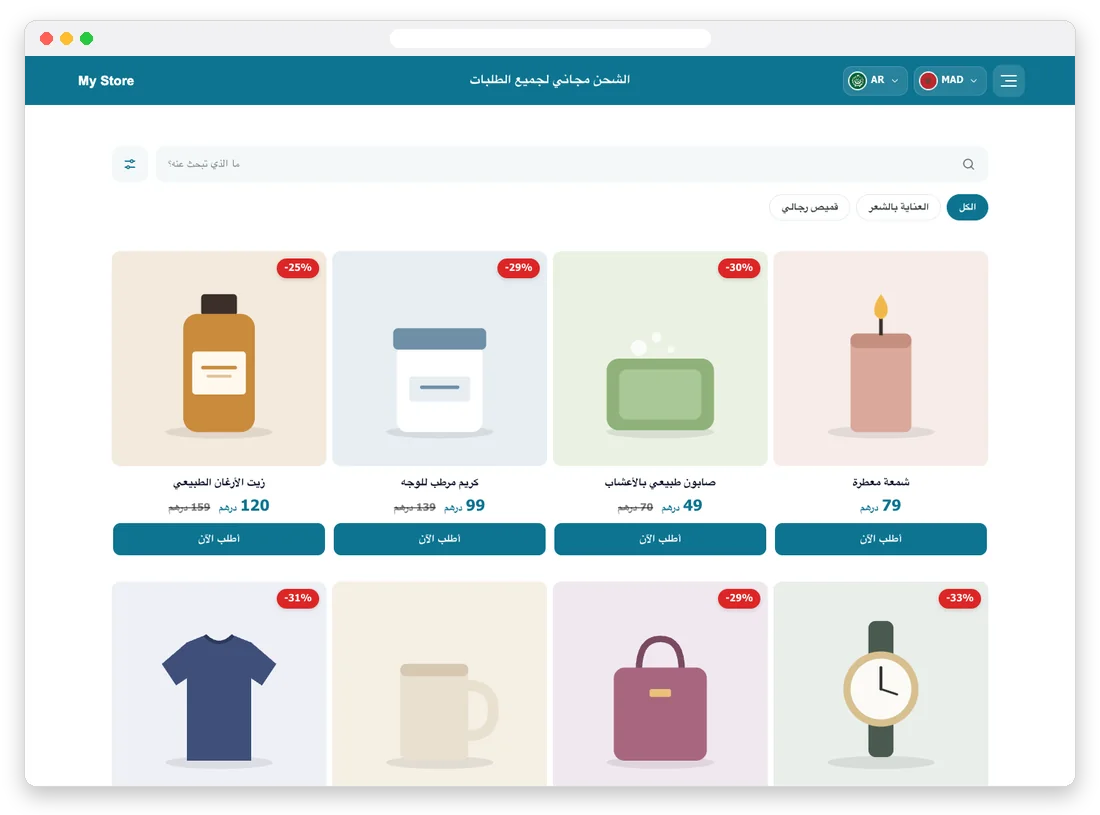 My Store
الشحن مجاني لجميع الطلبات
AR
MAD
ما الذي تبحث عنه؟
الكل
العناية بالشعر
قميص رجالي
-30%
-29%
-25%
شمعة معطرة
79 درهم
أطلب الآن
صابون طبيعي بالأعشاب
49 درهم 70 درهم
أطلب الآن
كريم مرطب للوجه
99 درهم 139 درهم
أطلب الآن
زيت الأرغان الطبيعي
120 درهم 159 درهم
أطلب الآن
-33%
-29%
-31%